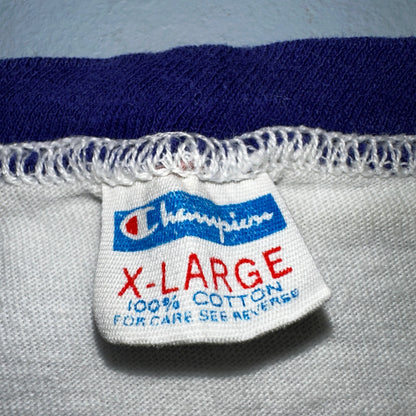 Champion
X-LARGE
100% COTTON
FOR CARE SEE REVERSE